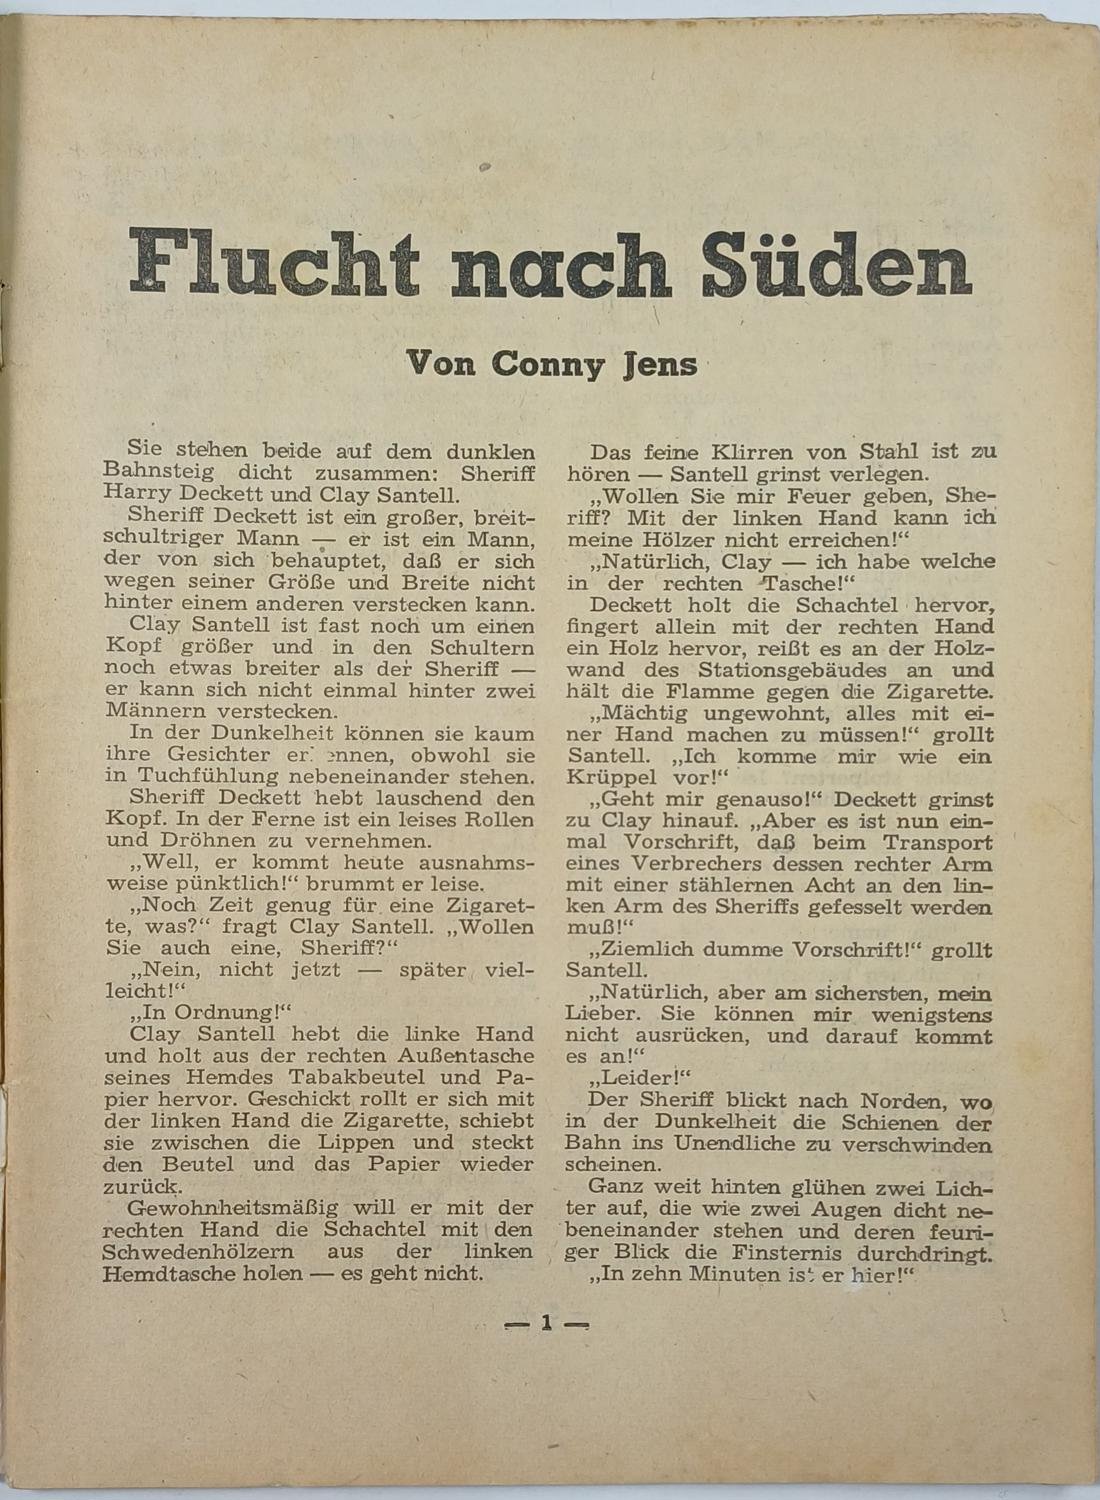 Flucht nach Süden
Von Conny Jens
Sie stehen beide auf dem dunklen
Bahnsteig dicht zusammen: Sheriff
Harry Deckett und Clay Santell.
Sheriff Deckett ist ein großer, breit-
schultriger Mann — er ist ein Mann,
der von sich behauptet, daß er sich
wegen seiner Größe und Breite nicht
hinter einem anderen verstecken kann.
Clay Santell ist fast noch um einen
Kopf größer und in den Schultern
noch etwas breiter als der Sheriff —
er kann sich nicht einmal hinter zwei
Männern verstecken.
In der Dunkelheit können sie kaum
ihre Gesichter obwohl sie
in Tuchfühlung nebeneinander stehen.
Sheriff Deckett hebt lauschend den
Kopf. In der Ferne ist ein leises Rollen
und Dröhnen zu vernehmen.
„Well, er kommt heute ausnahms-
weise pünktlich!“ brummt er leise.
„Noch Zeit genug für eine Zigaret-
te, was?“ fragt Clay Santell. „Wollen
Sie auch eine, Sheriff?“
„Nein, nicht jetzt — später viel-
leicht!“
„In Ordnung!“
Clay Santell hebt die linke Hand
und holt aus der rechten Außentasche
seines Hemdes Tabakbeutel und Pa-
pier hervor. Geschickt rollt er sich mit
der linken Hand die Zigarette, schiebt
sie zwischen die Lippen und steckt
den Beutel und das Papier wieder
zurück.
Gewohnheitsmäßig will er mit der
rechten Hand die Schachtel mit den
Schwedenhölzern aus der linken
Hemdtasche holen — es geht nicht.
Das feine Klirren von Stahl ist zu
hören — Santell grinst verlegen.
„Wollen Sie mir Feuer geben, She-
riff? Mit der linken Hand kann ich
meine Hölzer nicht erreichen!“
„Natürlich, Clay — ich habe welche
in der rechten Tasche!“
Deckett holt die Schachtel hervor,
fingert allein mit der rechten Hand
ein Holz hervor, reißt es an der Holz-
wand des Stationsgebäudes an und
hält die Flamme gegen die Zigarette.
„Mächtig ungewohnt, alles mit ei-
ner Hand machen zu müssen!“ grollt
Santell. „Ich komme mir wie ein
Krüppel vor!“
„Geht mir genauso!“ Deckett grinst
zu Clay hinauf. „Aber es ist nun ein-
mal Vorschrift, daß beim Transport
eines Verbrechers dessen rechter Arm
mit einer stählernen Acht an den lin-
ken Arm des Sheriffs gefesselt werden
muß!“
„Ziemlich dumme Vorschrift!“ grollt
Santell.
„Natürlich, aber am sichersten, mein
Lieber. Sie können mir wenigstens
nicht ausrücken, und darauf kommt
es an!“
„Leider!“
Der Sheriff blickt nach Norden, wo
in der Dunkelheit die Schienen der
Bahn ins Unendliche zu verschwinden
scheinen.
Ganz weit hinten glühen zwei Lich-
ter auf, die wie zwei Augen dicht ne-
beneinander stehen und deren feuri-
ger Blick die Finsternis durchdringt.
„In zehn Minuten ist er hier!“
— 1 —